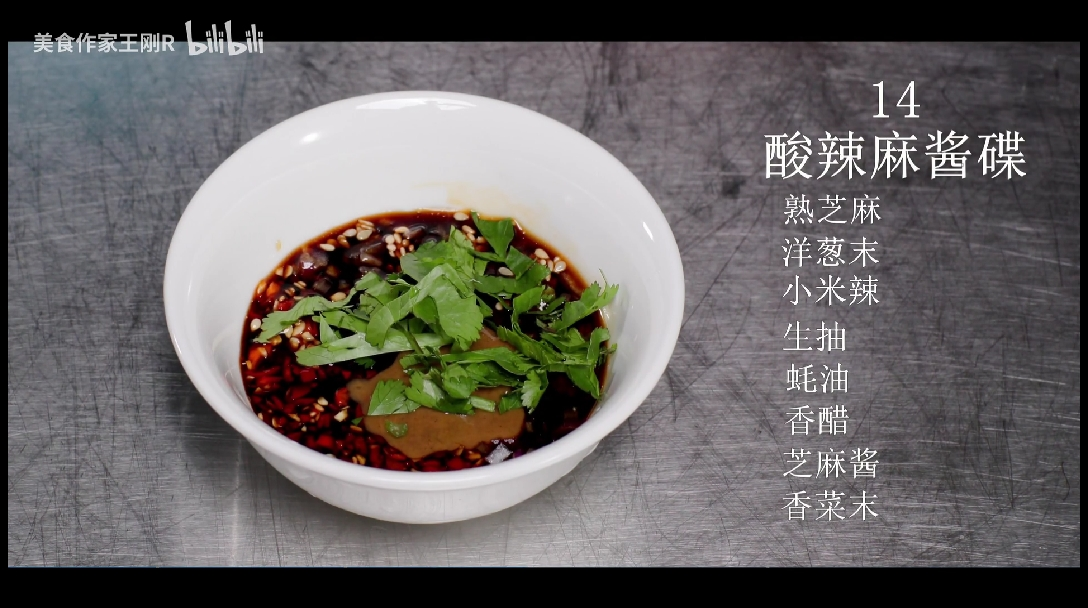 美食作家王刚R bilibili
14
酸辣麻酱碟
熟芝麻
洋葱末
小米辣
生抽
蚝油
香醋
芝麻酱
香菜末